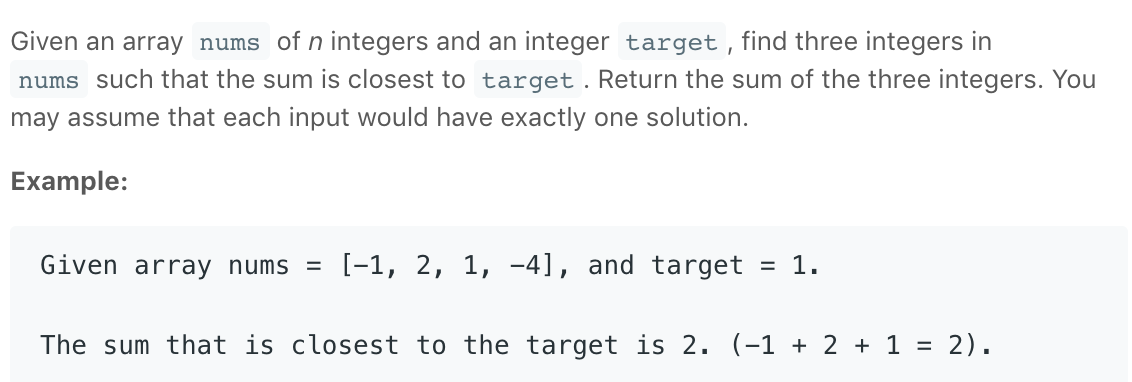 Given an array nums of n integers and an integer target , find three integers in
nums such that the sum is closest to target . Return the sum of the three integers. You
may assume that each input would have exactly one solution.
Example:
Given array nums = [-1, 2, 1, -4], and target = 1.
The sum that is closest to the target is 2. (-1 + 2 + 1 = 2).